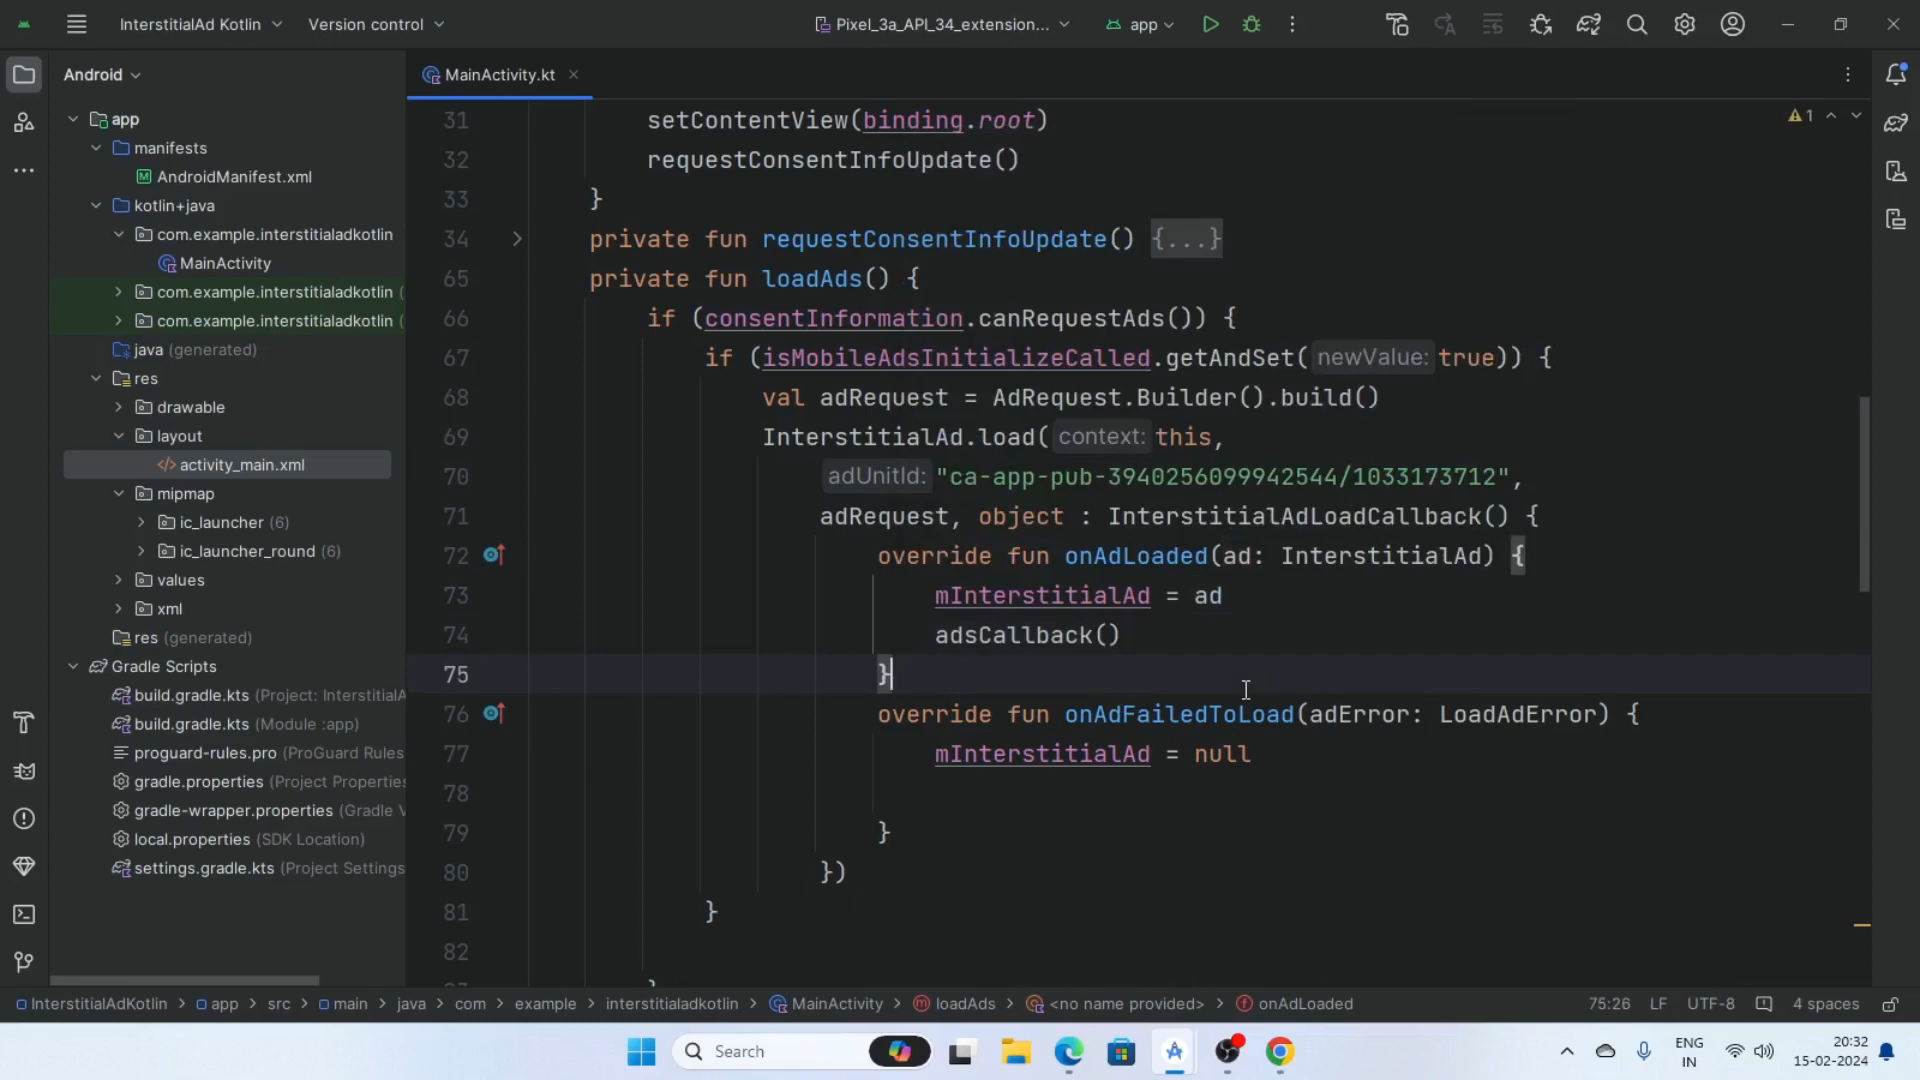 InterstitialAd Kotlin
Version control
Pixel_3a_API_34_extension...
app
Android
MainActivity.kt
app
manifests
AndroidManifest.xml
kotlin+java
com.example.interstitialadkotlin
MainActivity
com.example.interstitialadkotlin (
com.example.interstitialadkotlin (
java (generated)
res
drawable
layout
activity_main.xml
mipmap
ic_launcher (6)
ic_launcher_round (6)
values
xml
res (generated)
Gradle Scripts
build.gradle.kts (Project: InterstitialA
build.gradle.kts (Module :app)
proguard-rules.pro (ProGuard Rules
gradle.properties (Project Properties
gradle-wrapper.properties (Gradle V
local.properties (SDK Location)
settings.gradle.kts (Project Settings
1
31 setContentView(binding.root)
32 requestConsentInfoUpdate()
33 }
34 private fun requestConsentInfoUpdate() {...}
65 private fun loadAds() {
66 if (consentInformation.canRequestAds()) {
67 if (isMobileAdsInitializeCalled.getAndSet( newValue: true)) {
68 val adRequest = AdRequest.Builder().build()
69 InterstitialAd.load( context: this,
70 adUnitId: "ca-app-pub-3940256099942544/1033173712",
71 adRequest, object : InterstitialAdLoadCallback() {
72 override fun onAdLoaded(ad: InterstitialAd) {
73 mInterstitialAd = ad
74 adsCallback()
75 }
76 override fun onAdFailedToLoad(adError: LoadAdError) {
77 mInterstitialAd = null
78
79 }
80 })
81 }
82
InterstitialAdKotlin > app > src > main > java > com > example > interstitialadkotlin > MainActivity > loadAds > <no name provided> > onAdLoaded
75:26 LF UTF-8 4 spaces
Search
ENG
IN
20:32
15-02-2024